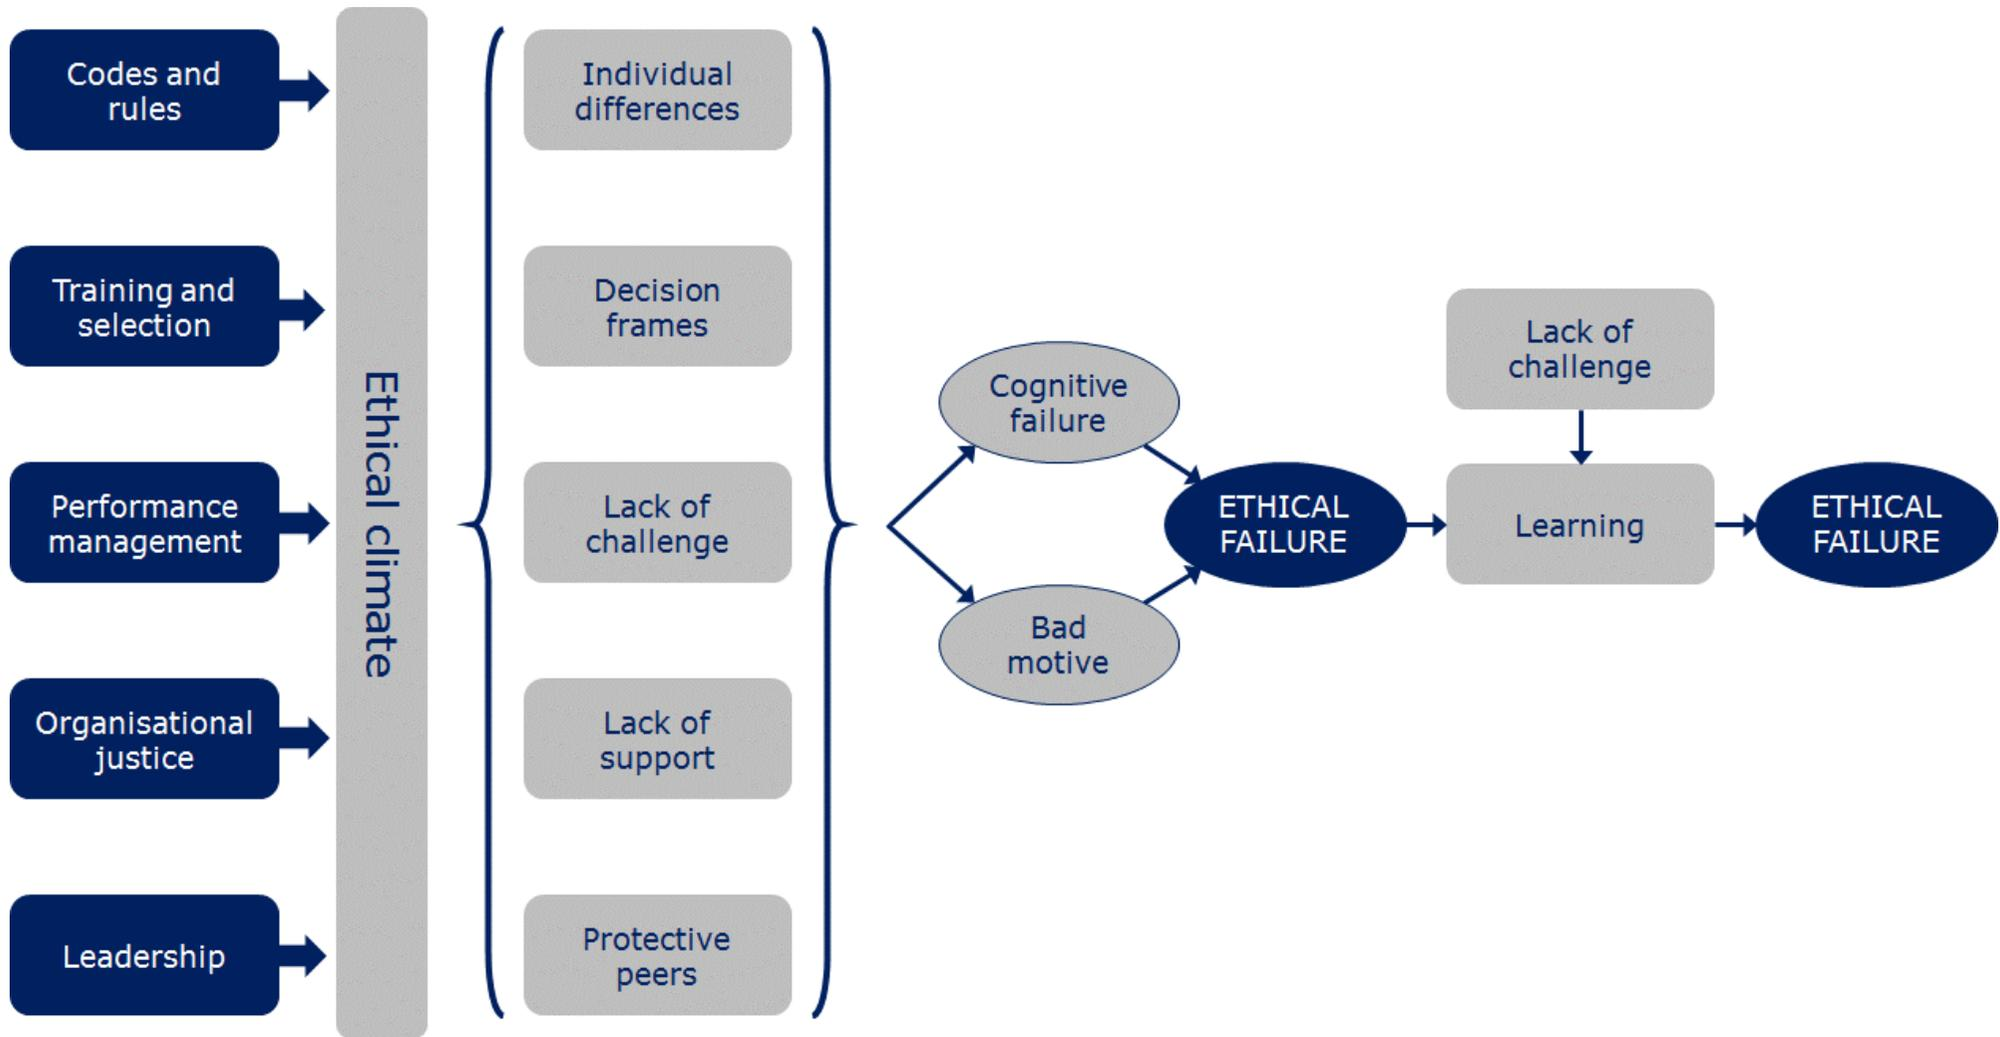 Codes and
rules
Training and
selection
Performance
management
Organisational
justice
Leadership
Ethical climate
Individual
differences
Decision
frames
Lack of
challenge
Lack of
support
Protective
peers
Cognitive
failure
Bad
motive
ETHICAL
FAILURE
Lack of
challenge
Learning
ETHICAL
FAILURE